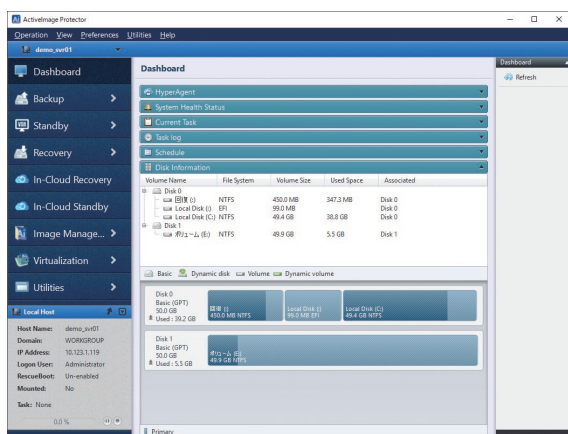 ActiveImage Protector
Operation View Preferences Utilities Help
demo_svr01
Dashboard
Backup
Standby
Recovery
In-Cloud Recovery
In-Cloud Standby
Image Manage...
Virtualization
Utilities
Local Host
Host Name: demo_svr01
Domain: WORKGROUP
IP Address: 10.123.1.119
Logon User: Administrator
RescueBoot: Un-enabled
Mounted: No
Task: None
0.0 %
Dashboard
HyperAgent
System Health Status
Current Task
Task log
Schedule
Disk Information
Volume Name File System Volume Size Used Space Associated
Disk 0
回復 (:) NTFS 450.0 MB 347.3 MB Disk 0
Local Disk (:) EFI 99.0 MB Disk 0
Local Disk (C:) NTFS 49.4 GB 38.8 GB Disk 0
Disk 1
ボリューム (E:) NTFS 49.9 GB 5.5 GB Disk 1
Basic Dynamic disk Volume Dynamic volume
Disk 0
Basic (GPT)
50.0 GB
Used : 39.2 GB
回復 (:)
450.0 MB NTFS
Local Disk (:)
99.0 MB EFI
Local Disk (C:)
49.4 GB NTFS
Disk 1
Basic (GPT)
50.0 GB
Used : 5.5 GB
ボリューム (E:)
49.9 GB NTFS
Primary
Dashboard
Refresh